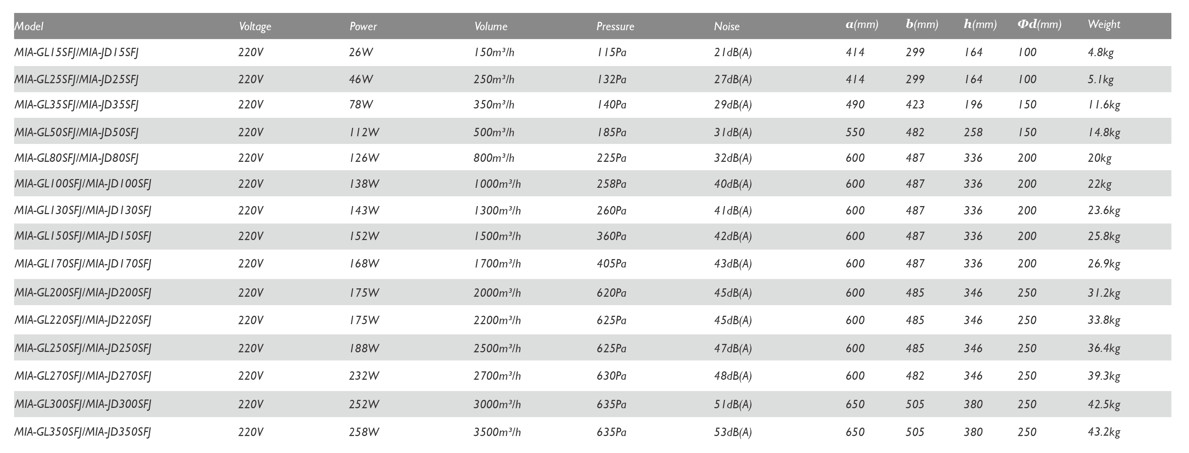 Model Voltage Power Volume Pressure Noise a(mm) b(mm) h(mm) Φd(mm) Weight
MIA-GL15SFJ/MIA-JD15SFJ 220V 26W 150m³/h 115Pa 21dB(A) 414 299 164 100 4.8kg
MIA-GL25SFJ/MIA-JD25SFJ 220V 46W 250m³/h 132Pa 27dB(A) 414 299 164 100 5.1kg
MIA-GL35SFJ/MIA-JD35SFJ 220V 78W 350m³/h 140Pa 29dB(A) 490 423 196 150 11.6kg
MIA-GL50SFJ/MIA-JD50SFJ 220V 112W 500m³/h 185Pa 31dB(A) 550 482 258 150 14.8kg
MIA-GL80SFJ/MIA-JD80SFJ 220V 126W 800m³/h 225Pa 32dB(A) 600 487 336 200 20kg
MIA-GL100SFJ/MIA-JD100SFJ 220V 138W 1000m³/h 258Pa 40dB(A) 600 487 336 200 22kg
MIA-GL130SFJ/MIA-JD130SFJ 220V 143W 1300m³/h 260Pa 41dB(A) 600 487 336 200 23.6kg
MIA-GL150SFJ/MIA-JD150SFJ 220V 152W 1500m³/h 360Pa 42dB(A) 600 487 336 200 25.8kg
MIA-GL170SFJ/MIA-JD170SFJ 220V 168W 1700m³/h 405Pa 43dB(A) 600 487 336 200 26.9kg
MIA-GL200SFJ/MIA-JD200SFJ 220V 175W 2000m³/h 620Pa 45dB(A) 600 485 346 250 31.2kg
MIA-GL220SFJ/MIA-JD220SFJ 220V 175W 2200m³/h 625Pa 45dB(A) 600 485 346 250 33.8kg
MIA-GL250SFJ/MIA-JD250SFJ 220V 188W 2500m³/h 625Pa 47dB(A) 600 485 346 250 36.4kg
MIA-GL270SFJ/MIA-JD270SFJ 220V 232W 2700m³/h 630Pa 48dB(A) 600 482 346 250 39.3kg
MIA-GL300SFJ/MIA-JD300SFJ 220V 252W 3000m³/h 635Pa 51dB(A) 650 505 380 250 42.5kg
MIA-GL350SFJ/MIA-JD350SFJ 220V 258W 3500m³/h 635Pa 53dB(A) 650 505 380 250 43.2kg